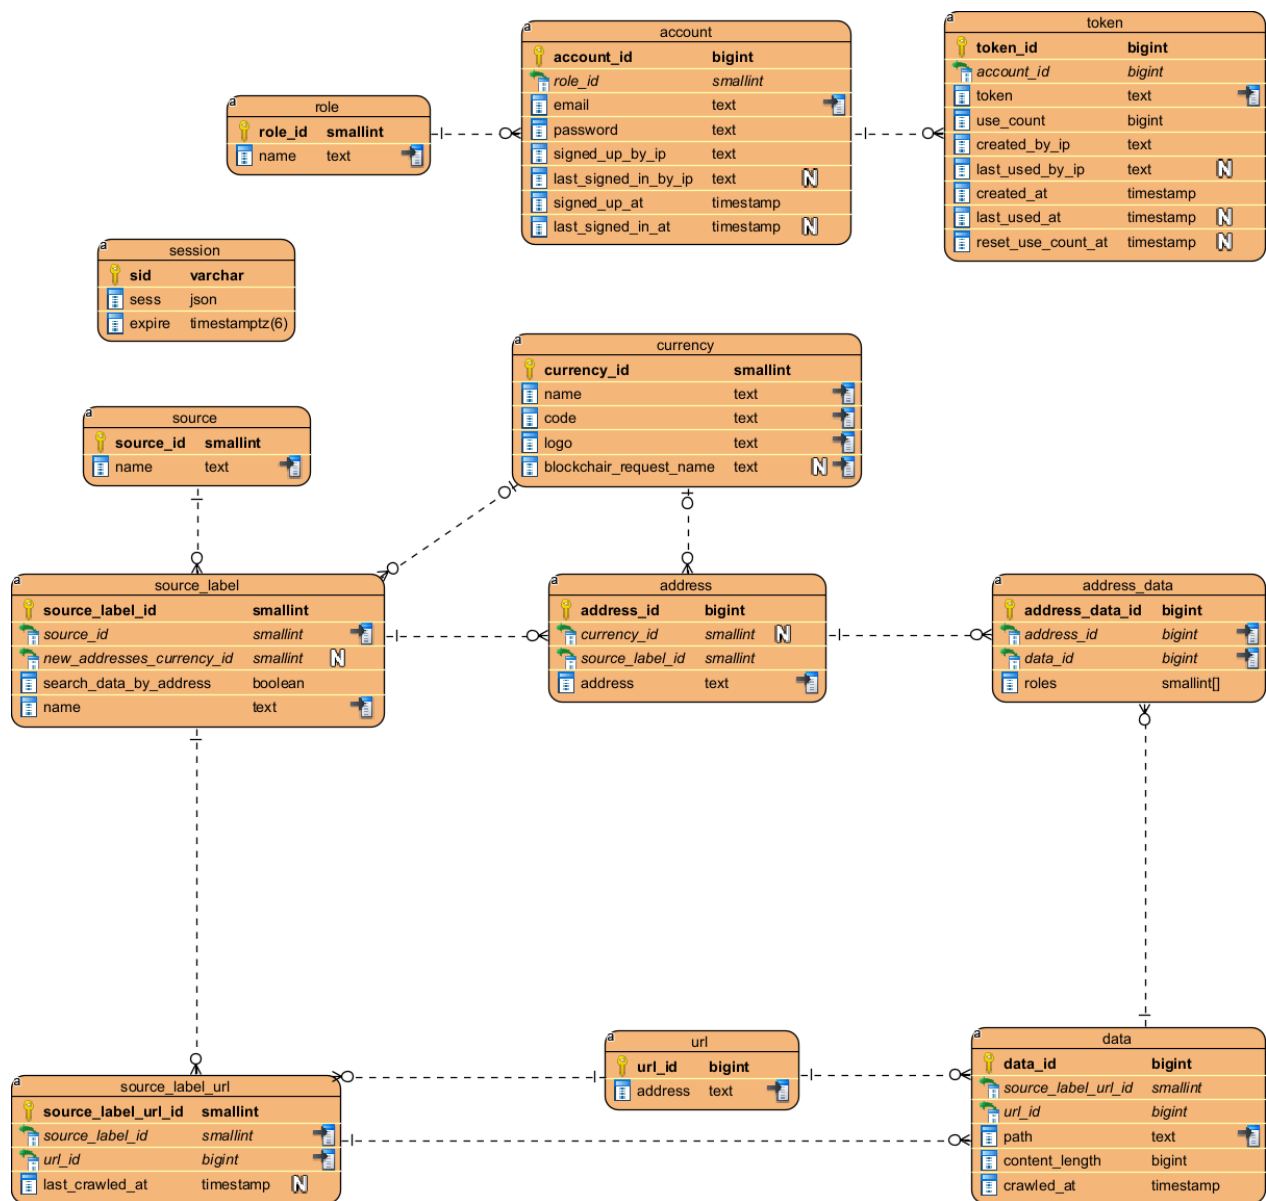 role
role_id smallint
name text
account
account_id bigint
role_id smallint
email text
password text
signed_up_by_ip text
last_signed_in_by_ip text N
signed_up_at timestamp
last_signed_in_at timestamp N
token
token_id bigint
account_id bigint
token text
use_count bigint
created_by_ip text
last_used_by_ip text N
created_at timestamp
last_used_at timestamp N
reset_use_count_at timestamp N
session
sid varchar
sess json
expire timestamptz(6)
currency
currency_id smallint
name text
code text
logo text
blockchair_request_name text N
source
source_id smallint
name text
source_label
source_label_id smallint
source_id smallint
new_addresses_currency_id smallint N
search_data_by_address boolean
name text
address
address_id bigint
currency_id smallint N
source_label_id smallint
address text
address_data
address_data_id bigint
address_id bigint
data_id bigint
roles smallint[]
source_label_url
source_label_url_id smallint
source_label_id smallint
url_id bigint
last_crawled_at timestamp N
url
url_id bigint
address text
data
data_id bigint
source_label_url_id smallint
url_id bigint
path text
content_length bigint
crawled_at timestamp